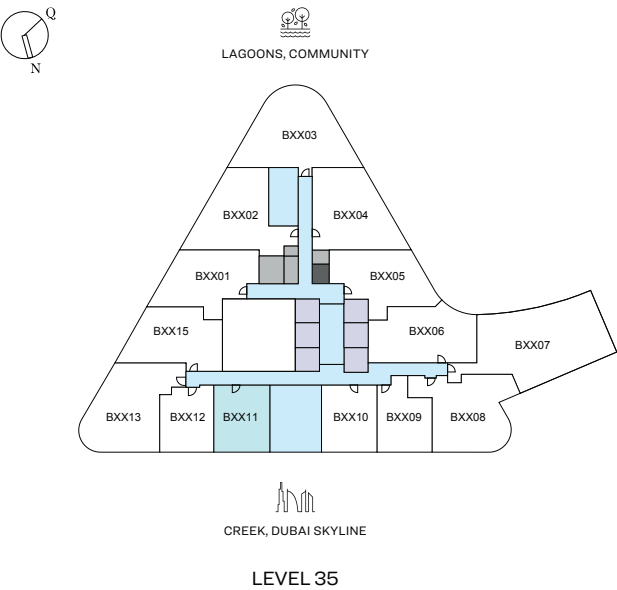 Q
N
LAGOONS, COMMUNITY
BXX03
BXX02
BXX04
BXX01
BXX05
BXX15
BXX06
BXX07
BXX13
BXX12
BXX11
BXX10
BXX09
BXX08
CREEK, DUBAI SKYLINE
LEVEL 35